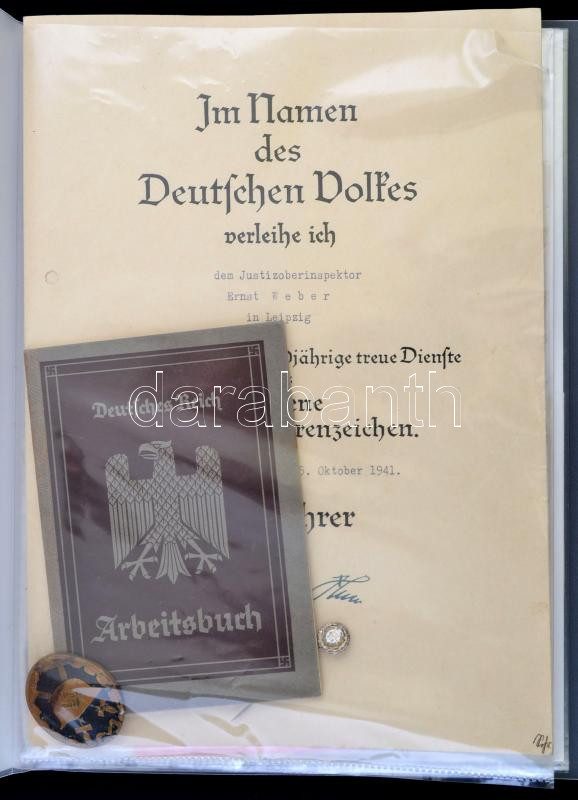 Im Namen
des
Deutschen Volkes
verleihe ich
dem Justizoberinspektor
Ernst Weber
in Leipzig
jährige treue Dienste
ene
renzeichen.
5. Oktober 1941.
hrer
Deutsches Reich
Arbeitsbuch
darabanth